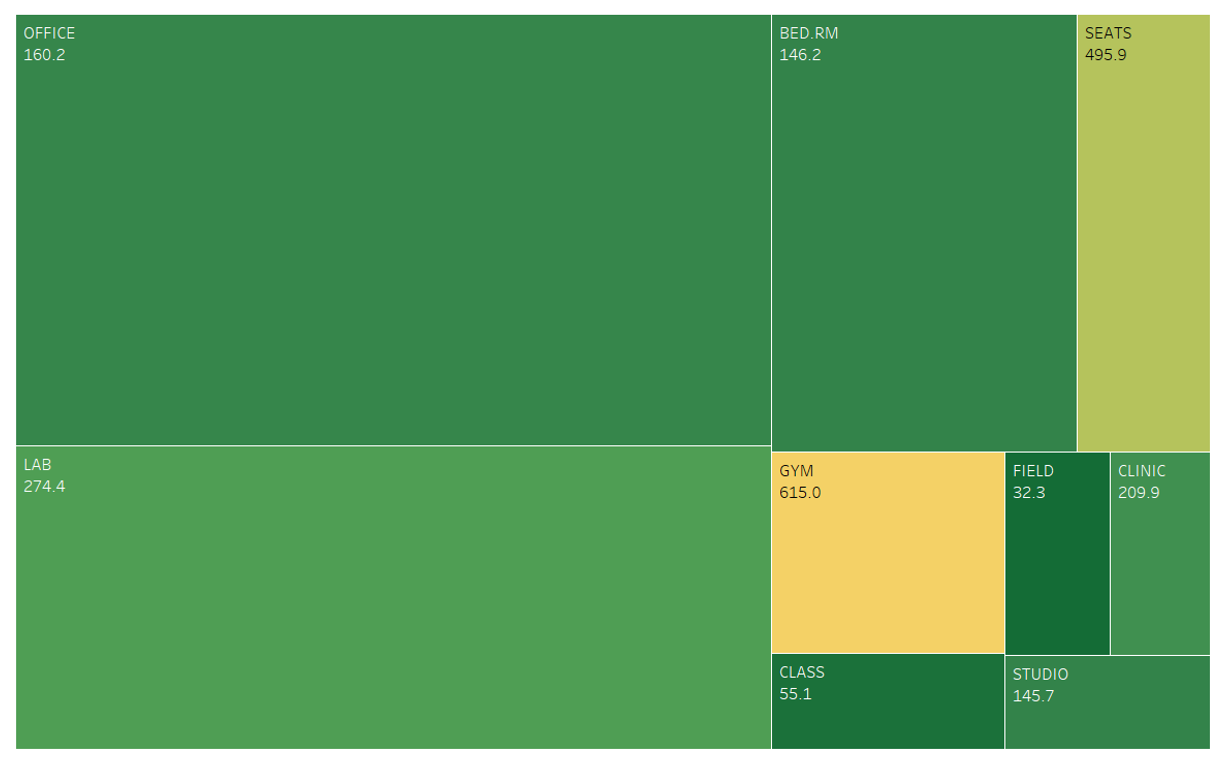 OFFICE
160.2
BED.RM
146.2
SEATS
495.9
LAB
274.4
GYM
615.0
FIELD
32.3
CLINIC
209.9
CLASS
55.1
STUDIO
145.7